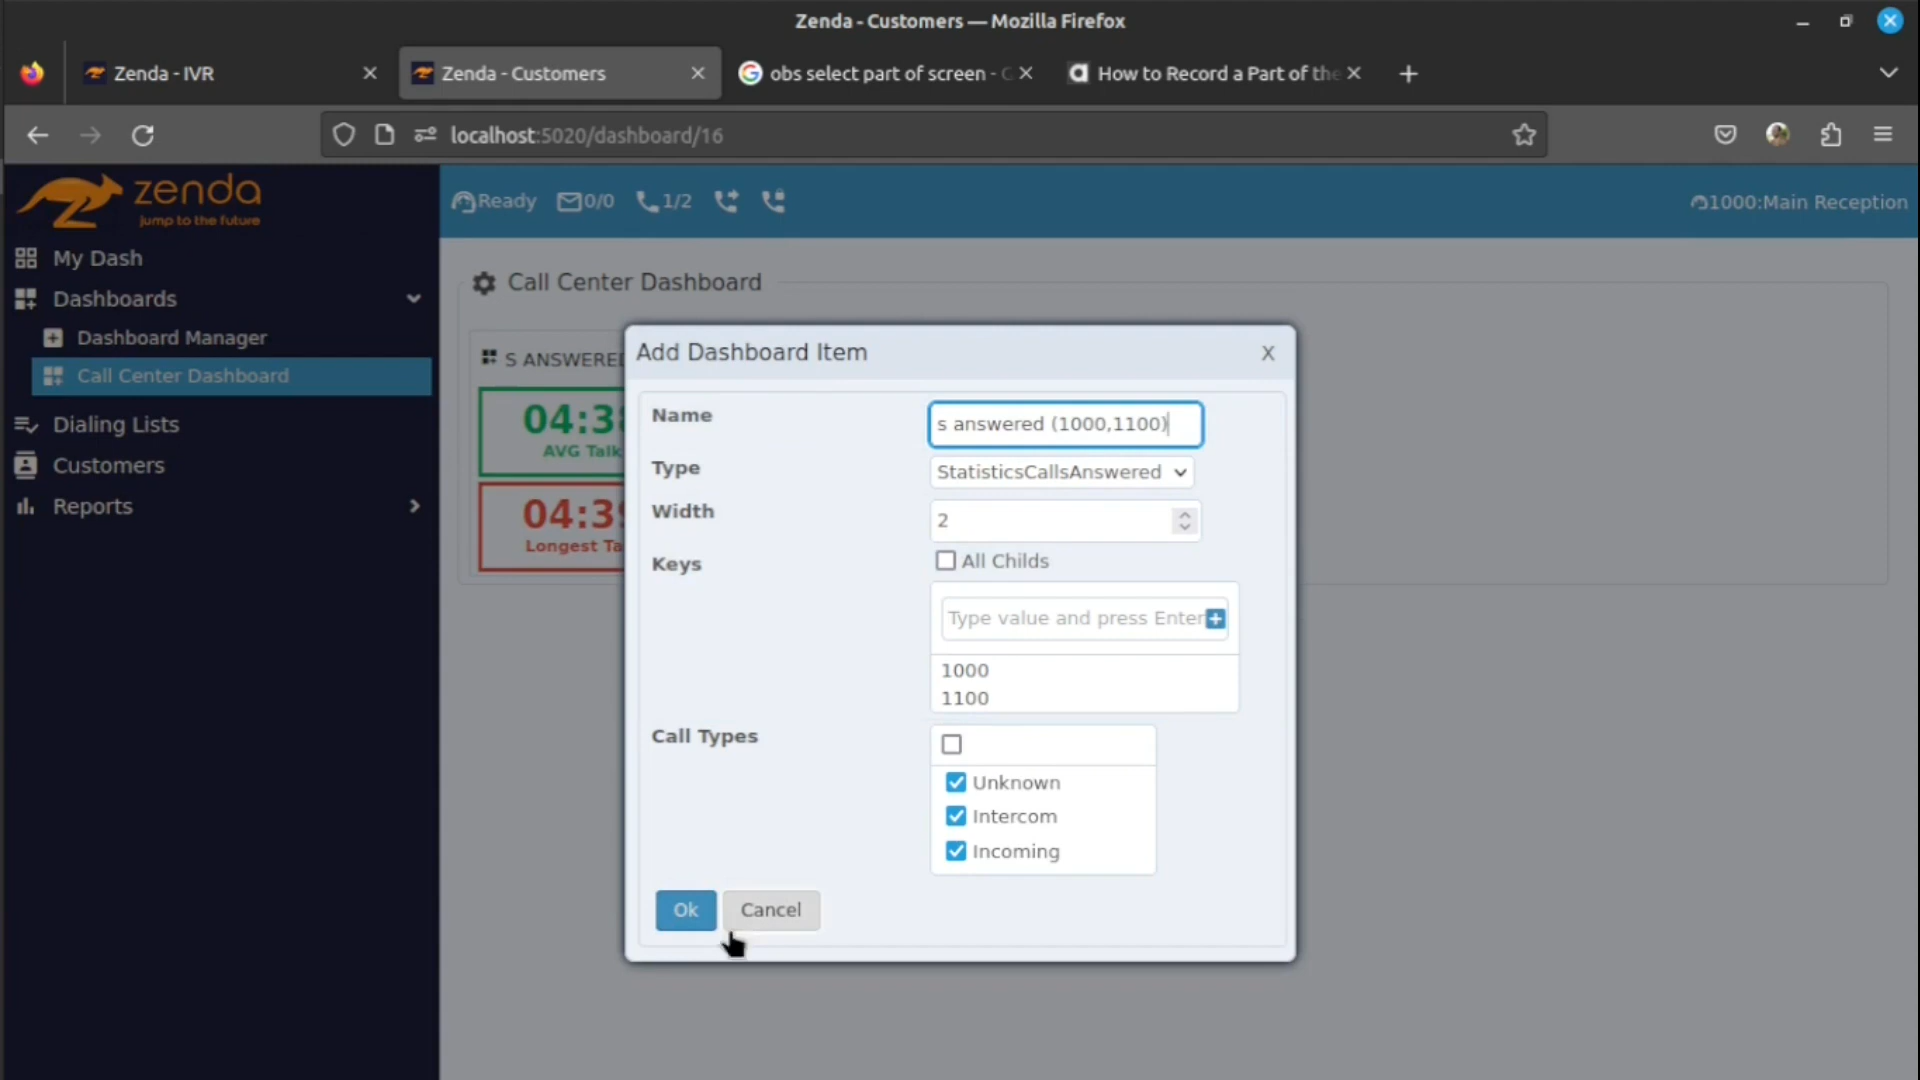 Zenda - Customers — Mozilla Firefox
Zenda - IVR
Zenda - Customers
obs select part of screen -
How to Record a Part of the
localhost:5020/dashboard/16
zenda
jump to the future
Ready
0/0
1/2
1000:Main Reception
My Dash
Dashboards
Dashboard Manager
Call Center Dashboard
Dialing Lists
Customers
Reports
Call Center Dashboard
S ANSWERED
04:3
AVG Talk
04:3
Longest Ta
Add Dashboard Item
X
Name
s answered (1000,1100)
Type
StatisticsCallsAnswered
Width
2
Keys
All Childs
Type value and press Enter
1000
1100
Call Types
Unknown
Intercom
Incoming
Ok
Cancel